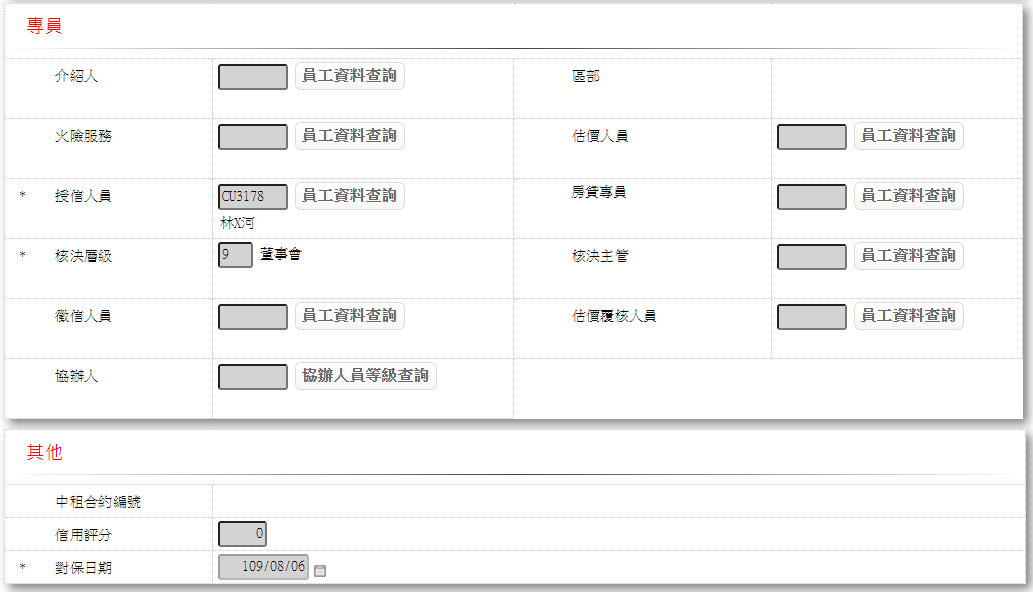 專員
介紹人 員工資料查詢 區部
火險服務 員工資料查詢 估價人員 員工資料查詢
* 授信人員 CU3178 員工資料查詢 房貸專員 員工資料查詢
林X河
* 核決層級 9 董事會 核決主管 員工資料查詢
徵信人員 員工資料查詢 估價覆核人員 員工資料查詢
協辦人 協辦人員等級查詢
其他
中租合約編號
信用評分 0
* 對保日期 109/08/06